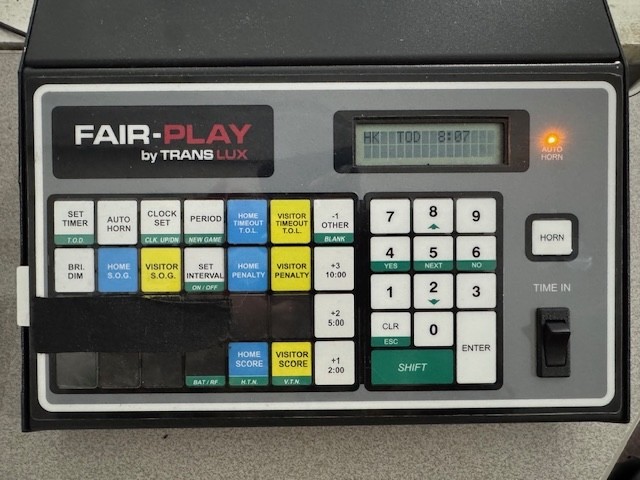 FAIR-PLAY
by TRANS LUX
HK TOD 8:07
AUTO
HORN
SET
TIMER
T.O.D.
AUTO
HORN
CLOCK
SET
CLK. UP/DN
PERIOD
NEW GAME
HOME
TIMEOUT
T.O.L.
VISITOR
TIMEOUT
T.O.L.
-1
OTHER
BLANK
BRI.
DIM
HOME
S.O.G.
VISITOR
S.O.G.
SET
INTERVAL
ON / OFF
HOME
PENALTY
VISITOR
PENALTY
+3
10:00
+2
5:00
BAT / RF
HOME
SCORE
H.T.N.
VISITOR
SCORE
V.T.N.
+1
2:00
7
8
9
4
YES
5
NEXT
6
NO
1
2
3
CLR
ESC
0
ENTER
SHIFT
HORN
TIME IN